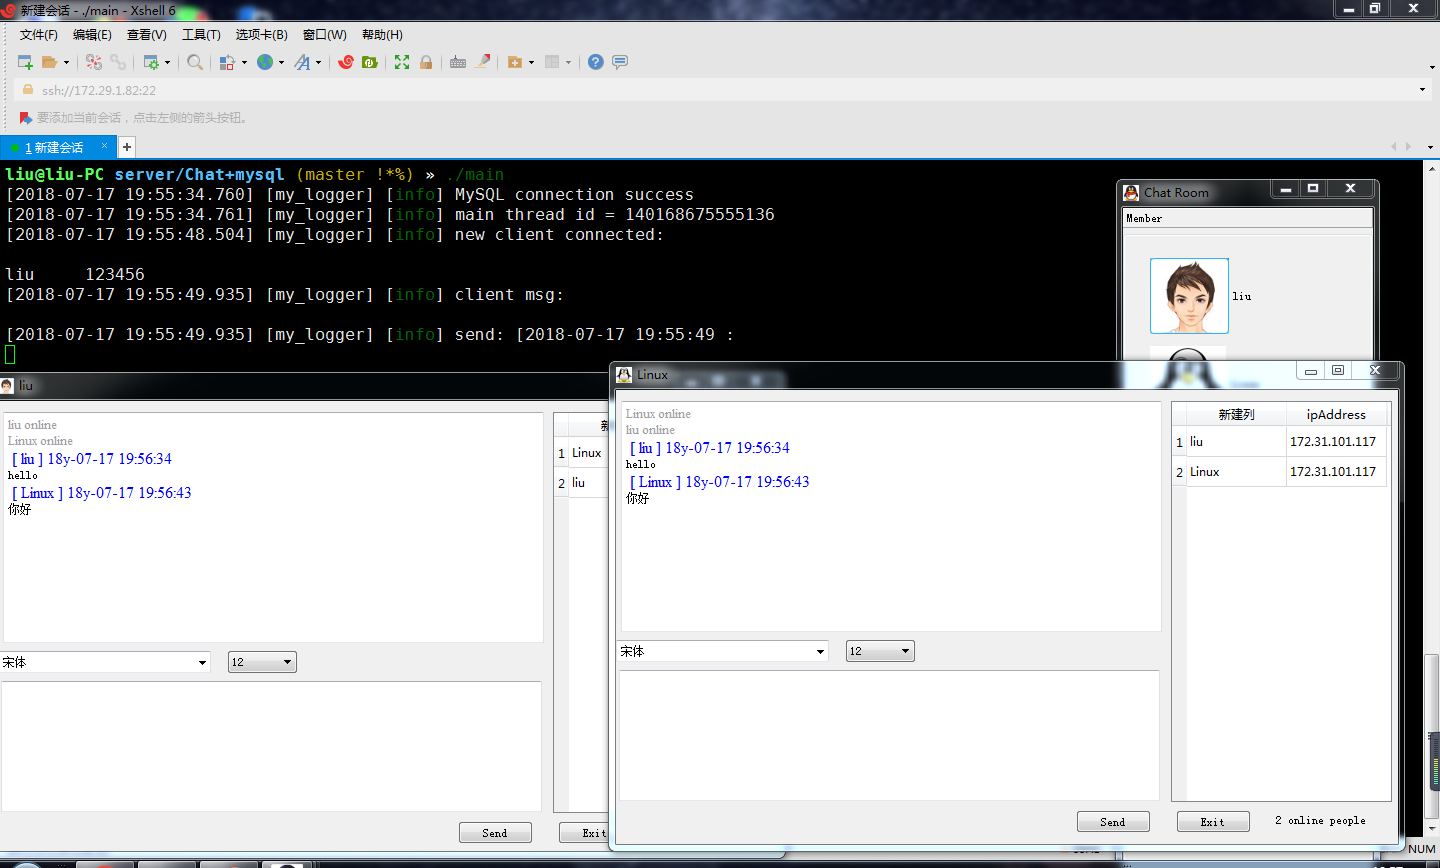 新建会话 - ./main - Xshell 6
文件(F) 编辑(E) 查看(V) 工具(T) 选项卡(B) 窗口(W) 帮助(H)
ssh://172.29.1.82:22
要添加当前会话，点击左侧的箭头按钮。
1 新建会话
liu@liu-PC server/Chat+mysql (master !*%) » ./main
[2018-07-17 19:55:34.760] [my_logger] [info] MySQL connection success
[2018-07-17 19:55:34.761] [my_logger] [info] main thread id = 140168675555136
[2018-07-17 19:55:48.504] [my_logger] [info] new client connected:
liu 123456
[2018-07-17 19:55:49.935] [my_logger] [info] client msg:
[2018-07-17 19:55:49.935] [my_logger] [info] send: [2018-07-17 19:55:49 :
Chat Room
Member
liu
liu
liu online
Linux online
[ liu ] 18y-07-17 19:56:34
hello
[ Linux ] 18y-07-17 19:56:43
你好
1 Linux
2 liu
宋体
12
Send
Exit
Linux
Linux online
liu online
[ liu ] 18y-07-17 19:56:34
hello
[ Linux ] 18y-07-17 19:56:43
你好
新建列 ipAddress
1 liu 172.31.101.117
2 Linux 172.31.101.117
宋体
12
Send
Exit
2 online people
NUM